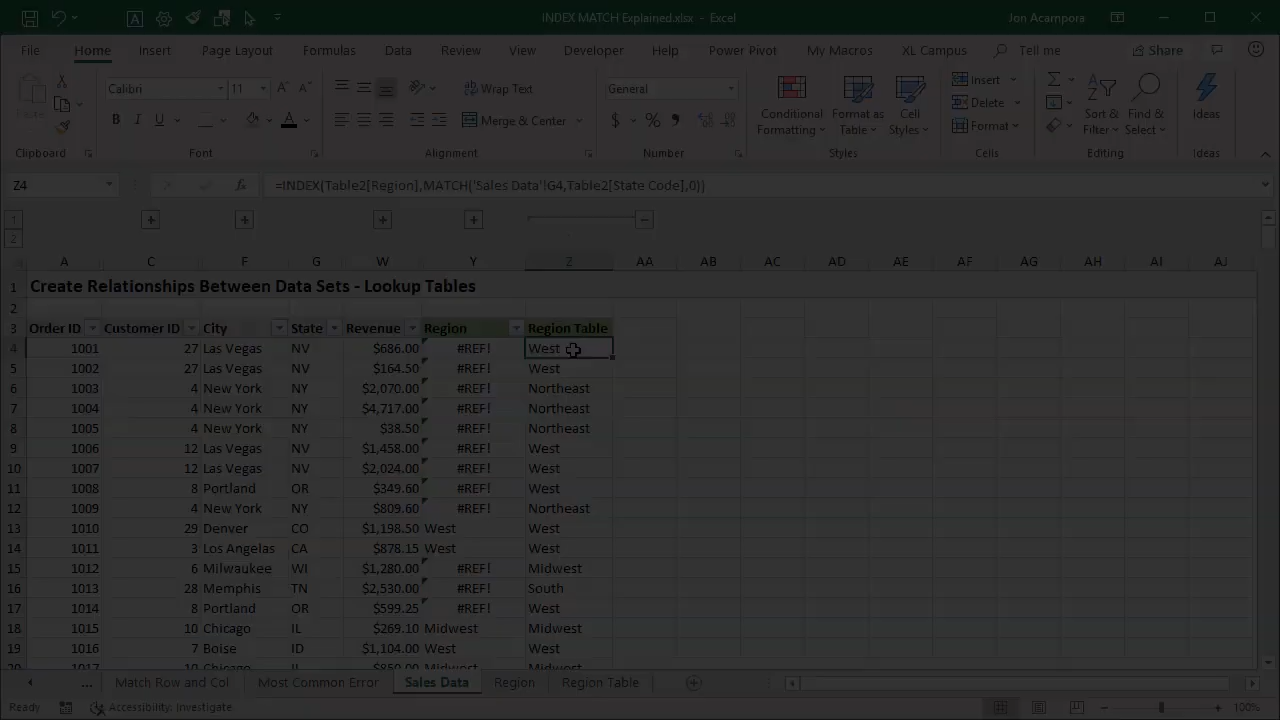 INDEX MATCH Explained.xlsx - Excel
Jon Acampora
File Home Insert Page Layout Formulas Data Review View Developer Help Power Pivot My Macros XL Campus Tell me Share
Calibri 11 Wrap Text General Conditional Formatting Format as Table Cell Styles Insert Sort & Filter Find & Select Ideas
B I U Merge & Center $ % Delete
Format
Clipboard Font Alignment Number Styles Cells Editing Ideas
Z4 fx =INDEX(Table2[Region],MATCH('Sales Data'!G4,Table2[State Code],0))
1
2
A C F G W Y Z AA AB AC AD AE AF AG AH AI AJ
1 Create Relationships Between Data Sets - Lookup Tables
2
3 Order ID Customer ID City State Revenue Region Region Table
4 1001 27 Las Vegas NV $686.00 #REF! West
5 1002 27 Las Vegas NV $164.50 #REF! West
6 1003 4 New York NY $2,070.00 #REF! Northeast
7 1004 4 New York NY $4,717.00 #REF! Northeast
8 1005 4 New York NY $38.50 #REF! Northeast
9 1006 12 Las Vegas NV $1,458.00 #REF! West
10 1007 12 Las Vegas NV $2,024.00 #REF! West
11 1008 8 Portland OR $349.60 #REF! West
12 1009 4 New York NY $809.60 #REF! Northeast
13 1010 29 Denver CO $1,198.50 West West
14 1011 3 Los Angelas CA $878.15 West West
15 1012 6 Milwaukee WI $1,280.00 #REF! Midwest
16 1013 28 Memphis TN $2,530.00 #REF! South
17 1014 8 Portland OR $599.25 #REF! West
18 1015 10 Chicago IL $269.10 Midwest Midwest
19 1016 7 Boise ID $1,104.00 West West
20 1017 Chicago IL $850.00 Midwest Midwest
... Match Row and Col Most Common Error Sales Data Region Region Table
Ready Accessibility: Investigate 100%